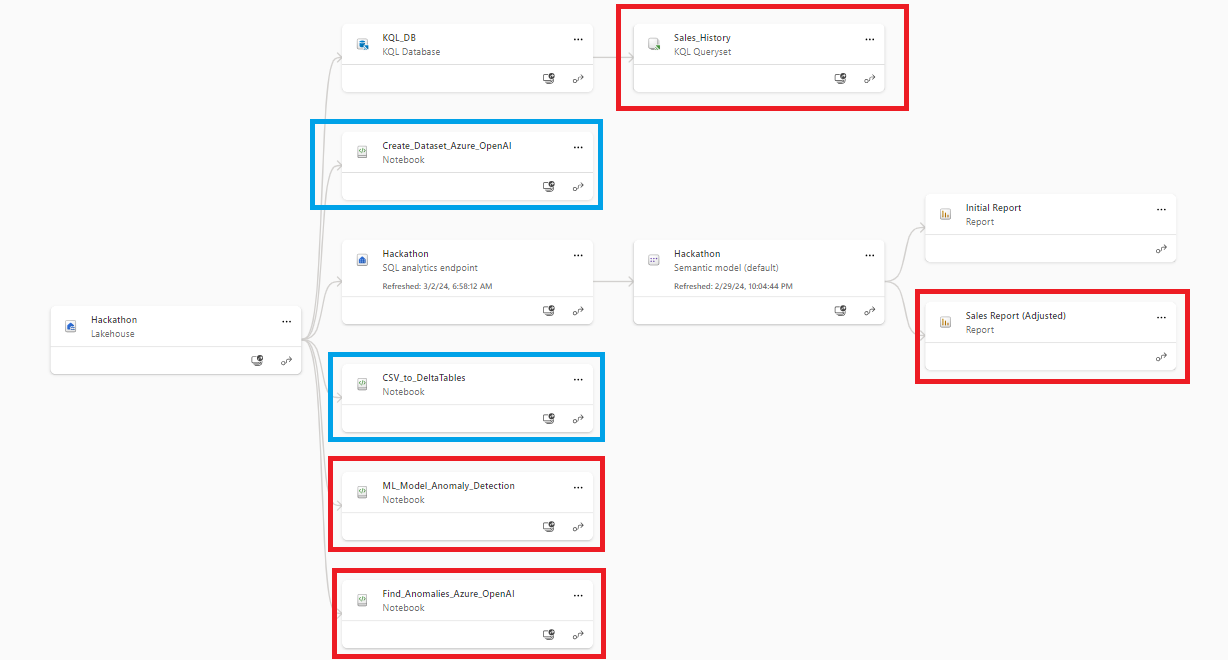 KQL_DB
KQL Database
Sales_History
KQL Queryset
Create_Dataset_Azure_OpenAI
Notebook
Initial Report
Report
Hackathon
SQL analytics endpoint
Refreshed: 3/2/24, 6:58:12 AM
Hackathon
Semantic model (default)
Refreshed: 2/29/24, 10:04:44 PM
Hackathon
Lakehouse
Sales Report (Adjusted)
Report
CSV_to_DeltaTables
Notebook
ML_Model_Anomaly_Detection
Notebook
Find_Anomalies_Azure_OpenAI
Notebook